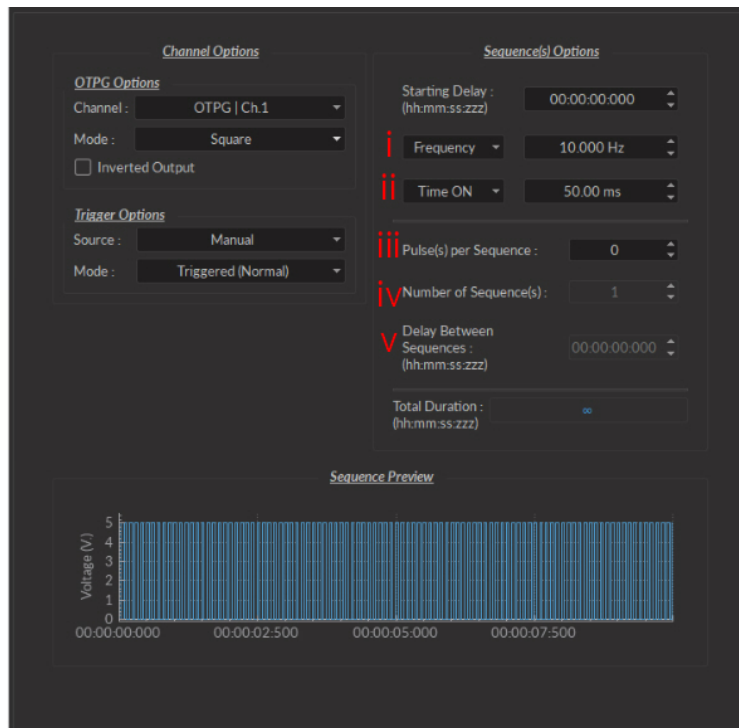 Channel Options
OTPG Options
Channel :
OTPG | Ch.1
Mode :
Square
Inverted Output
Trigger Options
Source :
Manual
Mode :
Triggered (Normal)
Sequence(s) Options
Starting Delay :
(hh:mm:ss:zzz)
00:00:00:000
i
Frequency
10.000 Hz
ii
Time ON
50.00 ms
iii
Pulse(s) per Sequence :
0
iv
Number of Sequence(s) :
1
v
Delay Between
Sequences :
(hh:mm:ss:zzz)
00:00:00:000
Total Duration :
(hh:mm:ss:zzz)
∞
Sequence Preview
Voltage (V.)
5
4
3
2
1
0
00:00:00:000
00:00:02:500
00:00:05:000
00:00:07:500